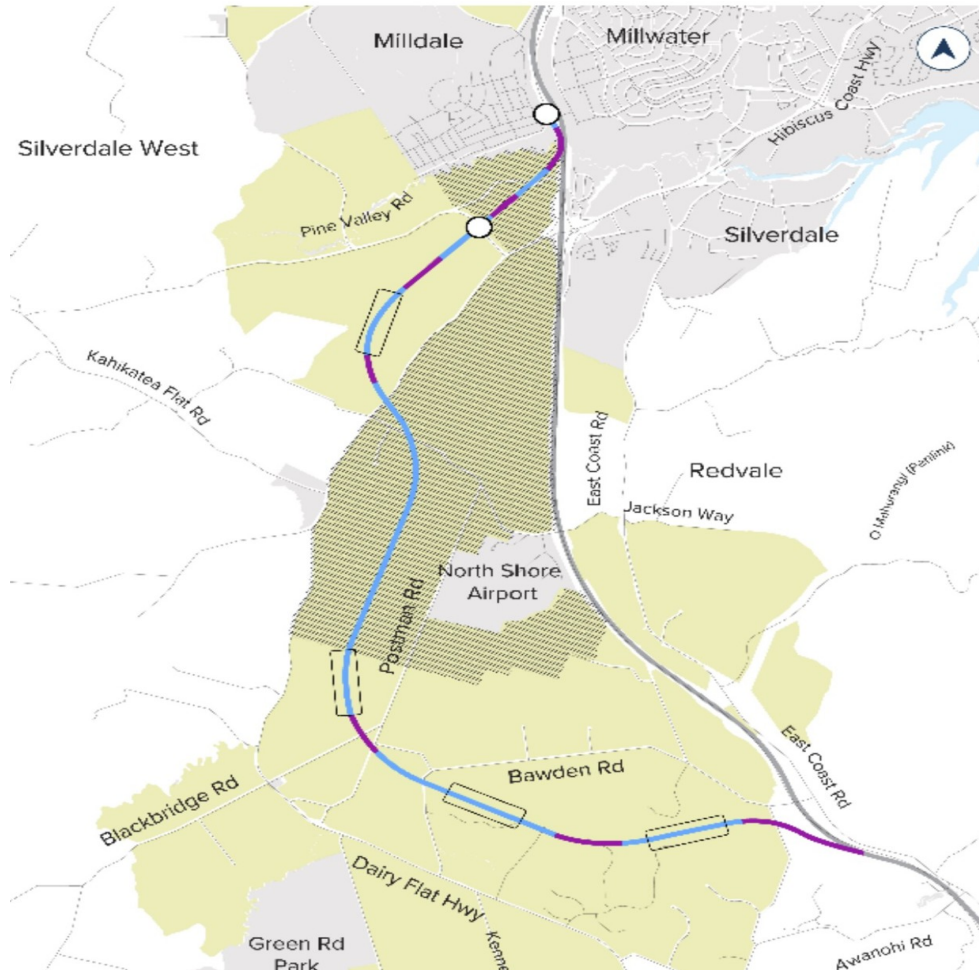 Milldale
Millwater
Hibiscus Coast Hwy
Silverdale West
Pine Valley Rd
Silverdale
Kahikatea Flat Rd
East Coast Rd
Redvale
O Mahurangi (Penlink)
Jackson Way
North Shore
Airport
Postman Rd
East Coast Rd
Bawden Rd
Blackbridge Rd
Dairy Flat Hwy
Green Rd
Park
Kenne
Awanohi Rd